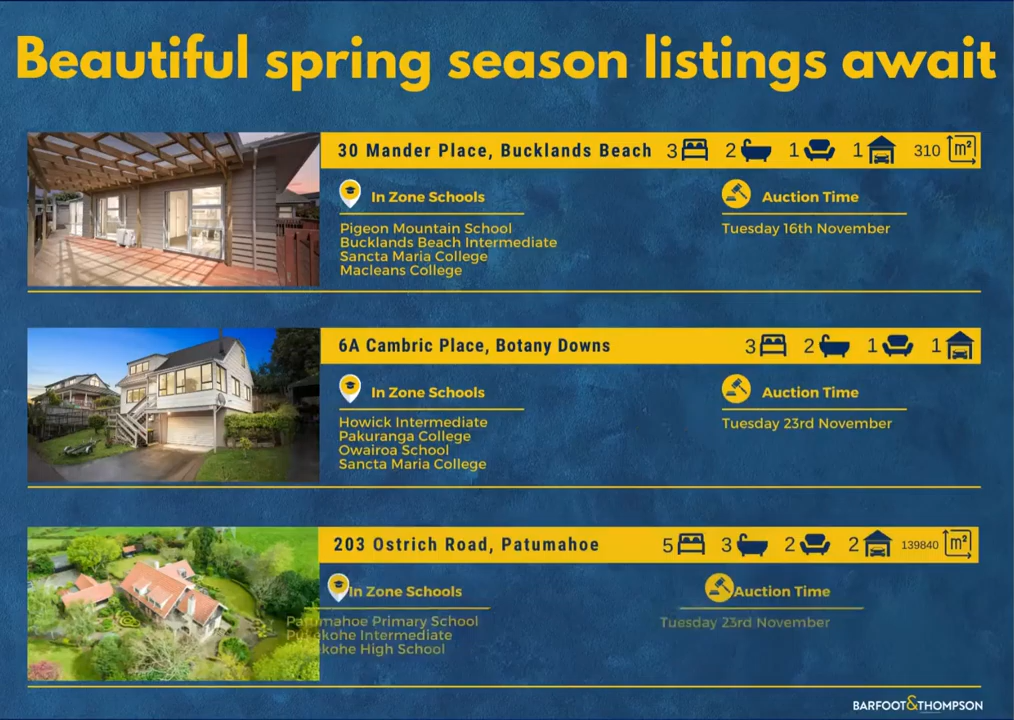 Beautiful spring season listings await
30 Mander Place, Bucklands Beach 3 2 1 1 310 m²
In Zone Schools
Pigeon Mountain School
Bucklands Beach Intermediate
Sancta Maria College
Macleans College
Auction Time
Tuesday 16th November
6A Cambric Place, Botany Downs 3 2 1 1
In Zone Schools
Howick Intermediate
Pakuranga College
Owairoa School
Sancta Maria College
Auction Time
Tuesday 23rd November
203 Ostrich Road, Patumahoe 5 3 2 2 139840 m²
In Zone Schools
Patumahoe Primary School
Pukekohe Intermediate
kohe High School
Auction Time
Tuesday 23rd November
BARFOOT&THOMPSON